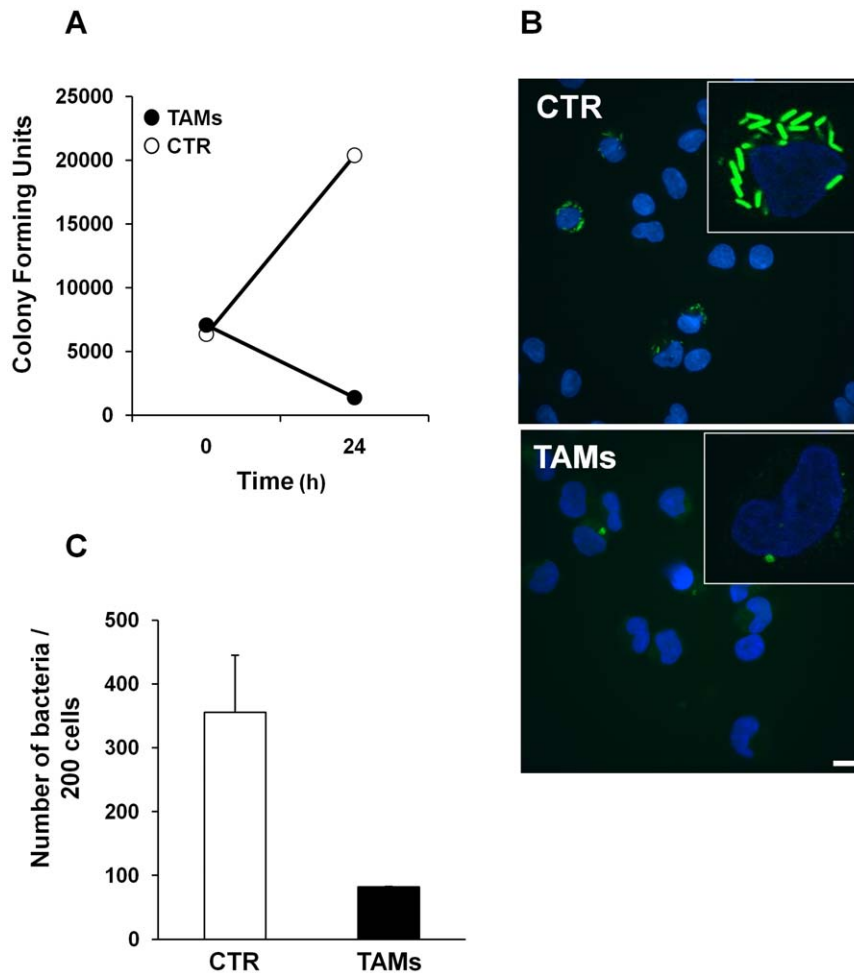 A
TAMs
CTR
25000
20000
15000
10000
5000
0
Colony Forming Units
0 24
Time (h)
B
CTR
TAMs
C
500
400
300
200
100
0
Number of bacteria /
200 cells
CTR TAMs